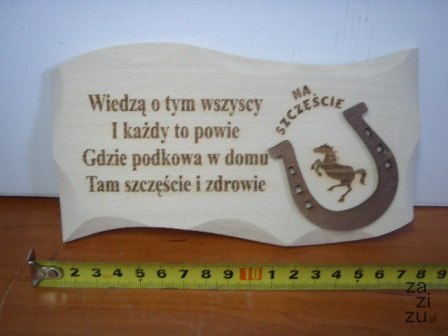 Wiedzą o tym wszyscy
I każdy to powie
Gdzie podkowa w domu
Tam szczęście i zdrowie
NA
SZCZĘŚCIE
2 3 4 5 6 7 8 9 10 1 2 3 4 5 6 7 8 9
za
zi
zu.pl